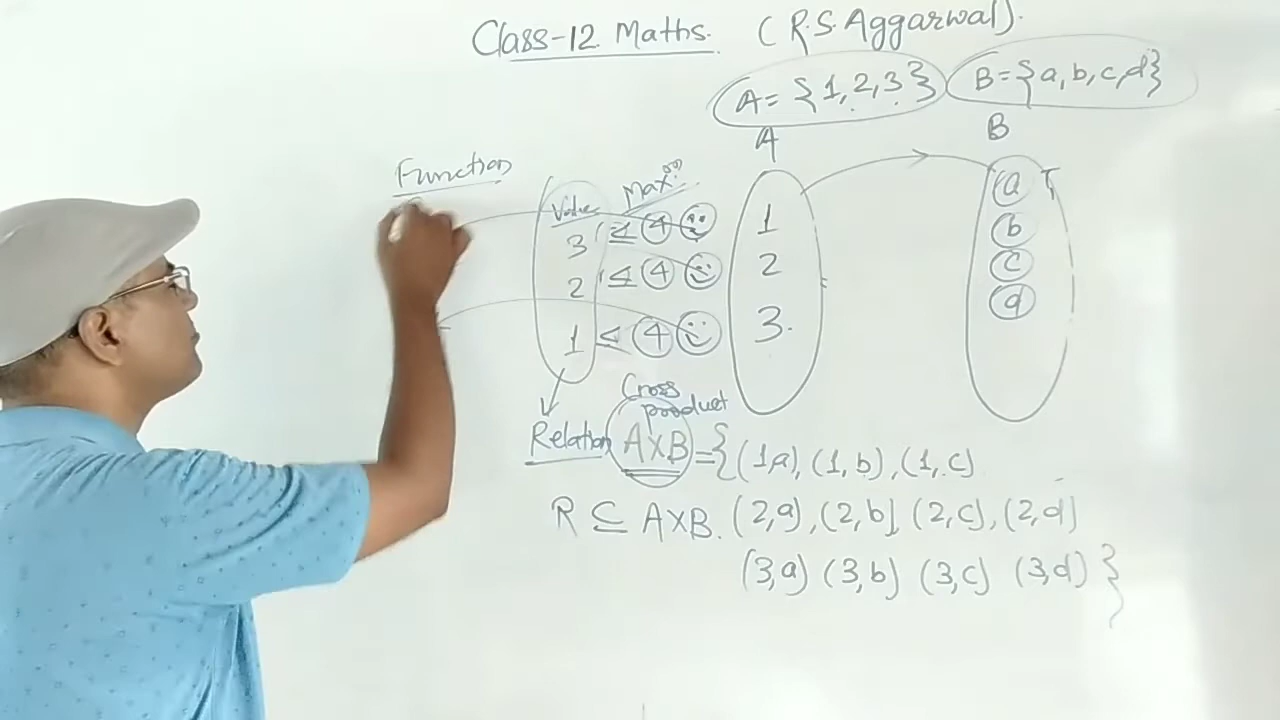 Class-12 Maths. (R.S. Aggarwal).
A = {1, 2, 3} B = {a, b, c, d}
A B
Function
Value Max
3 ≤ 4
2 ≤ 4
1 ≤ 4
1
2
3.
a
b
c
d
Cross
product
Relation A×B = {(1,a), (1, b), (1, c)
R ⊆ A×B. (2,a), (2, b), (2, c), (2, d)
(3,a) (3, b) (3, c) (3,d) }